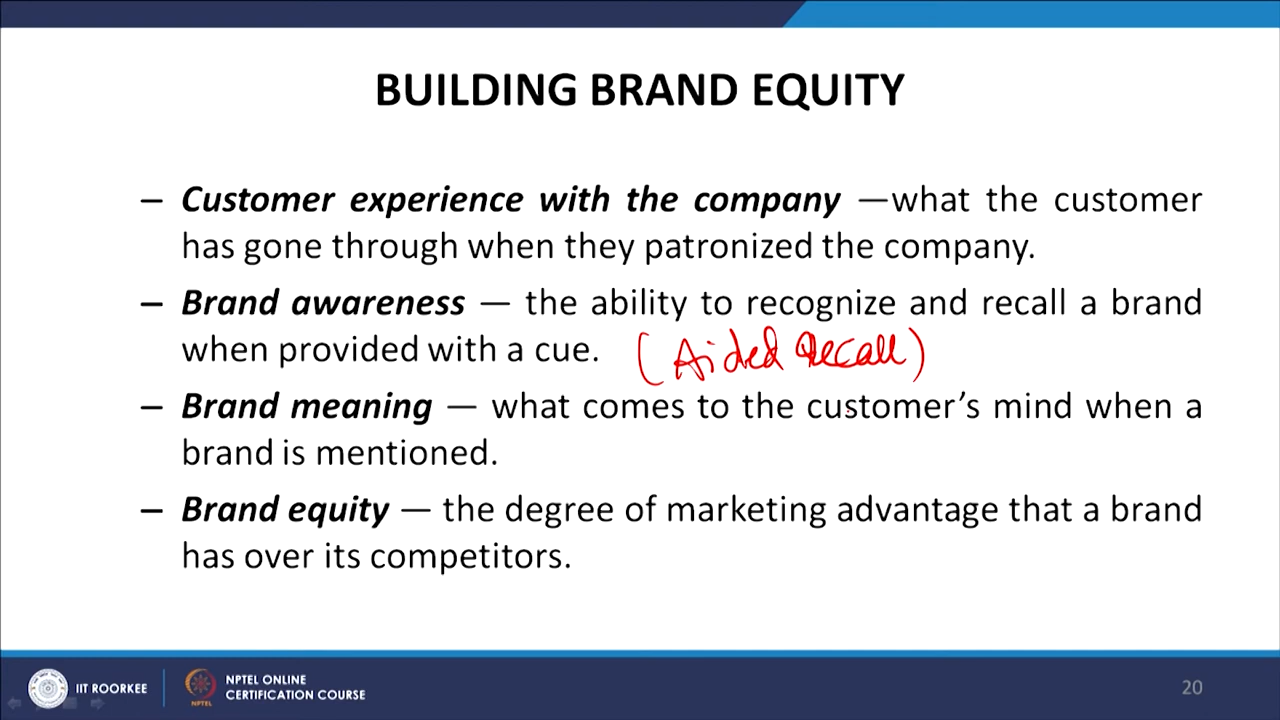 BUILDING BRAND EQUITY
– Customer experience with the company —what the customer
has gone through when they patronized the company.
– Brand awareness — the ability to recognize and recall a brand
when provided with a cue. (Aided Recall)
– Brand meaning — what comes to the customer’s mind when a
brand is mentioned.
– Brand equity — the degree of marketing advantage that a brand
has over its competitors.
IIT ROORKEE
NPTEL
NPTEL ONLINE
CERTIFICATION COURSE
20